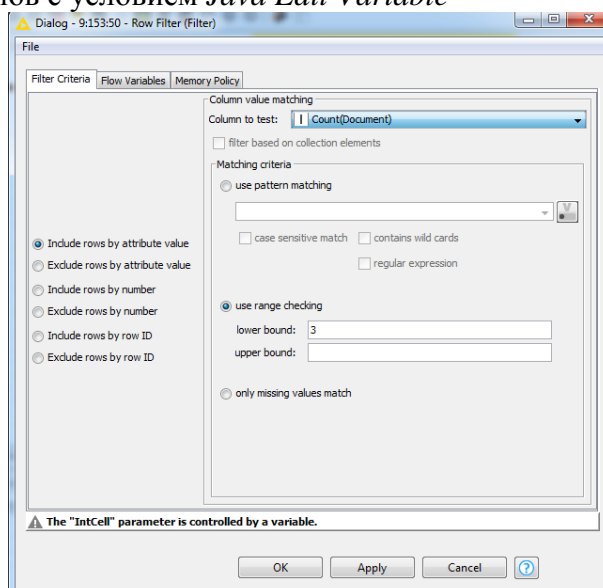 с условием Java Edit Variable
Dialog - 9:153:50 - Row Filter (Filter)
File
Filter Criteria Flow Variables Memory Policy
Column value matching
Column to test: I Count(Document)
filter based on collection elements
Matching criteria
use pattern matching
V
case sensitive match contains wild cards
regular expression
Include rows by attribute value
Exclude rows by attribute value
Include rows by number
Exclude rows by number
Include rows by row ID
Exclude rows by row ID
use range checking
lower bound: 3
upper bound:
only missing values match
The "IntCell" parameter is controlled by a variable.
OK Apply Cancel ?